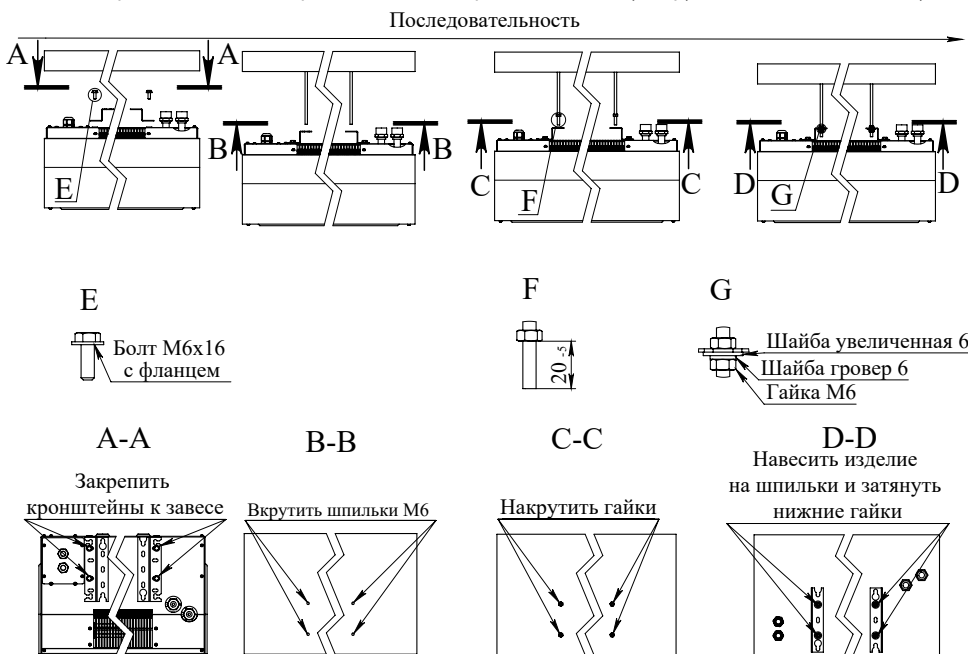 Последовательность
A
A
B
B
C
C
D
D
E
F
G
E
Болт М6х16
с фланцем
F
20 -5
G
Шайба увеличенная 6
Шайба гровер 6
Гайка М6
A-A
Закрепить
кронштейны к завесе
B-B
Вкрутить шпильки М6
C-C
Накрутить гайки
D-D
Навесить изделие
на шпильки и затянуть
нижние гайки